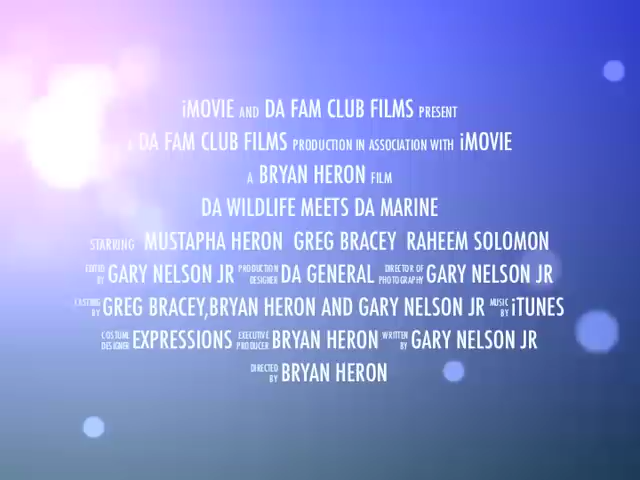 iMOVIE AND DA FAM CLUB FILMS PRESENT
A DA FAM CLUB FILMS PRODUCTION IN ASSOCIATION WITH iMOVIE
A BRYAN HERON FILM
DA WILDLIFE MEETS DA MARINE
STARRING MUSTAPHA HERON GREG BRACEY RAHEEM SOLOMON
EDITED BY GARY NELSON JR PRODUCTION DESIGNER DA GENERAL DIRECTOR OF PHOTOGRAPHY GARY NELSON JR
CASTING BY GREG BRACEY,BRYAN HERON AND GARY NELSON JR MUSIC BY iTUNES
COSTUME DESIGNER EXPRESSIONS EXECUTIVE PRODUCER BRYAN HERON WRITTEN BY GARY NELSON JR
DIRECTED BY BRYAN HERON